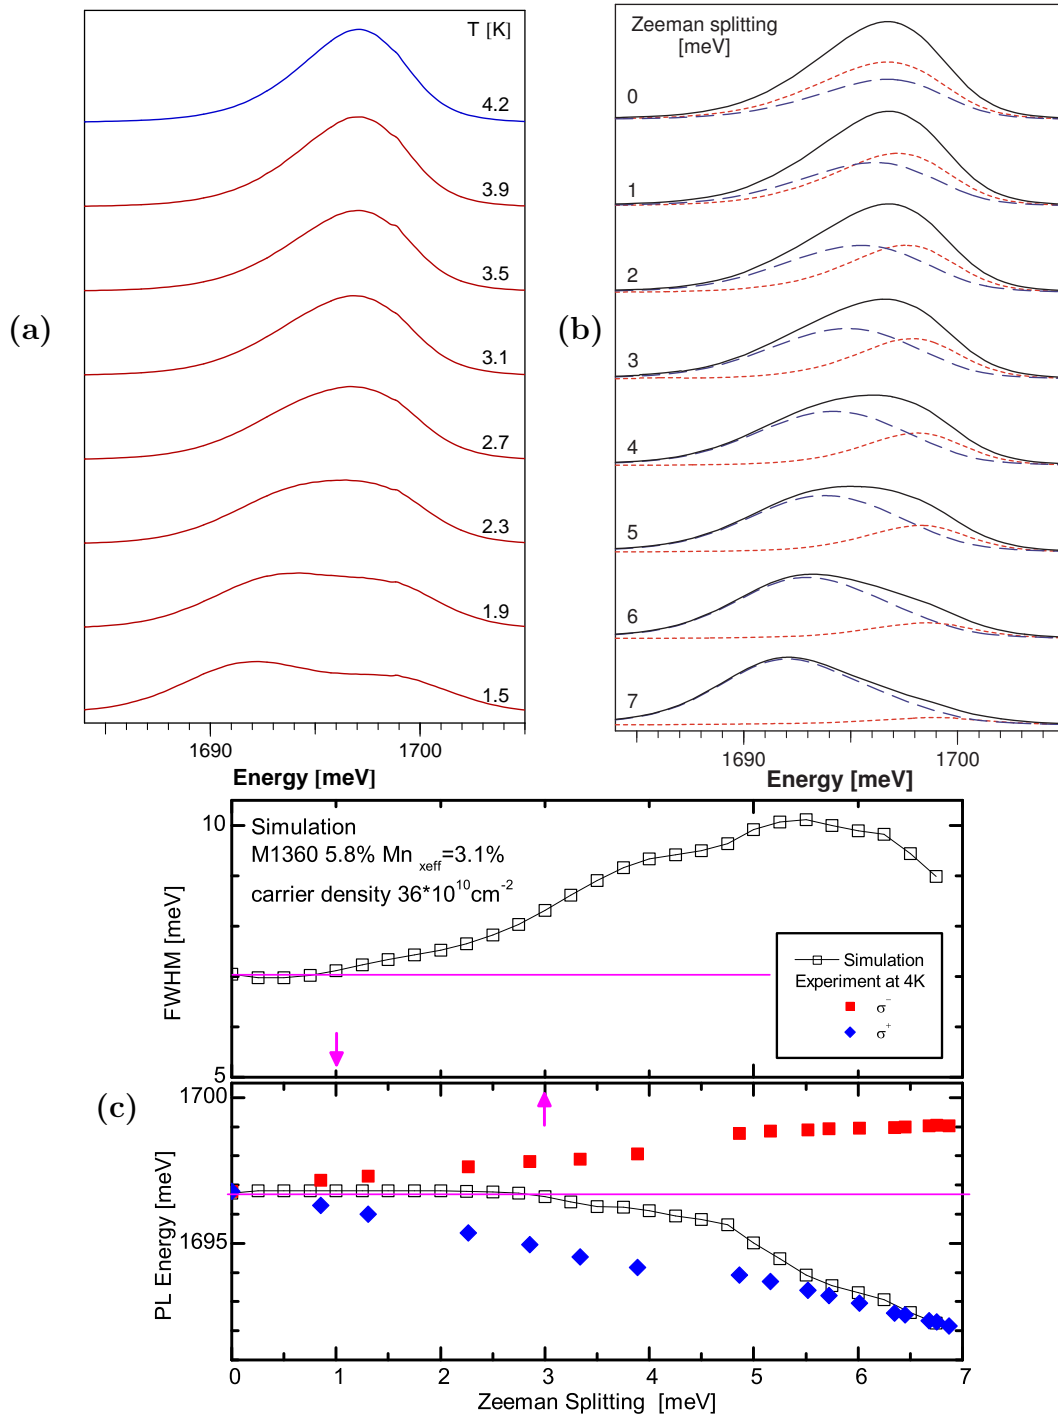 (a)
T [K]
4.2
3.9
3.5
3.1
2.7
2.3
1.9
1.5
1690
1700
Energy [meV]
(b)
Zeeman splitting
[meV]
0
1
2
3
4
5
6
7
1690
1700
Energy [meV]
(c)
10
5
FWHM [meV]
Simulation
M1360 5.8% Mn xeff=3.1%
carrier density 36*10^10cm^-2
Simulation
Experiment at 4K
σ^-
σ^+
1700
1695
PL Energy [meV]
0 1 2 3 4 5 6 7
Zeeman Splitting [meV]